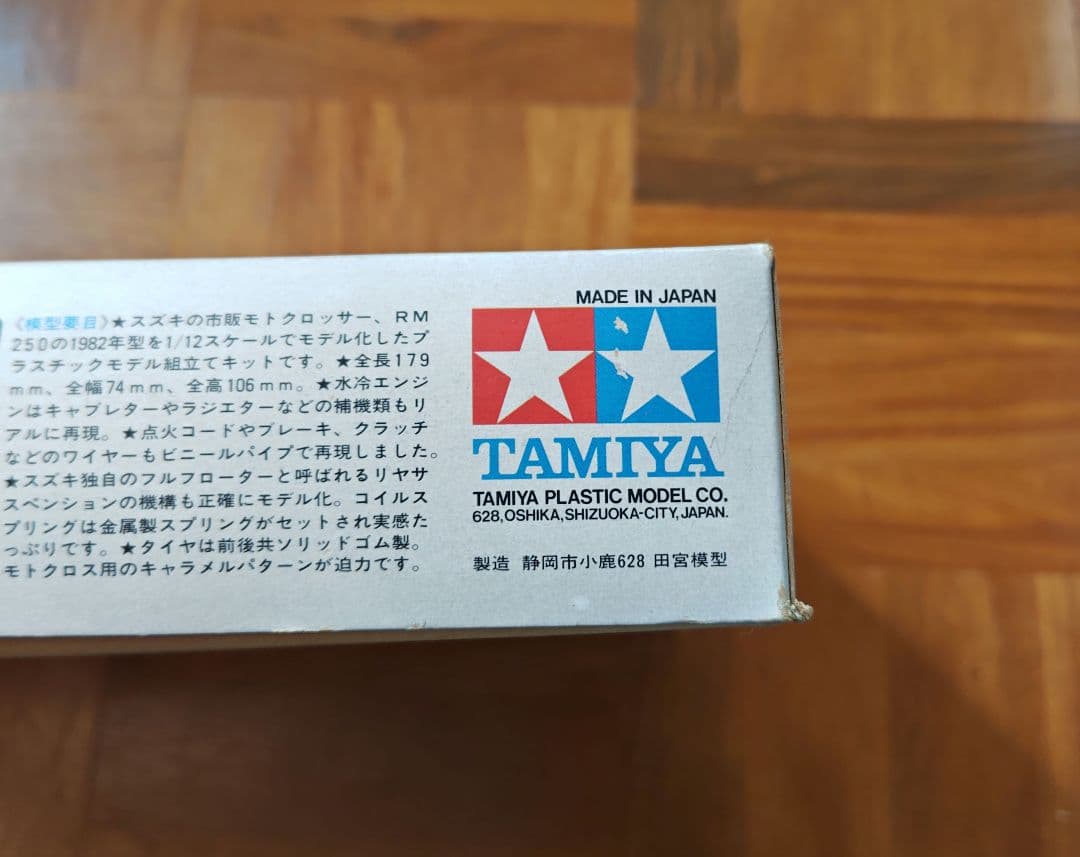 《模型要目》★スズキの市販モトクロッサー、RM
250の1982年型を1/12スケールでモデル化したプ
ラスチックモデル組立てキットです。★全長179
mm、全幅74mm、全高106mm。★水冷エンジ
ンはキャブレターやラジエターなどの補機類もリ
アルに再現。★点火コードやブレーキ、クラッチ
などのワイヤーもビニールパイプで再現しました。
★スズキ独自のフルフローターと呼ばれるリヤサ
スペンションの機構も正確にモデル化。コイルス
プリングは金属製スプリングがセットされ実感た
っぷりです。★タイヤは前後共ソリッドゴム製。
モトクロス用のキャラメルパターンが迫力です。
MADE IN JAPAN
TAMIYA
TAMIYA PLASTIC MODEL CO.
628, OSHIKA, SHIZUOKA-CITY, JAPAN.
製造 静岡市小鹿628 田宮模型